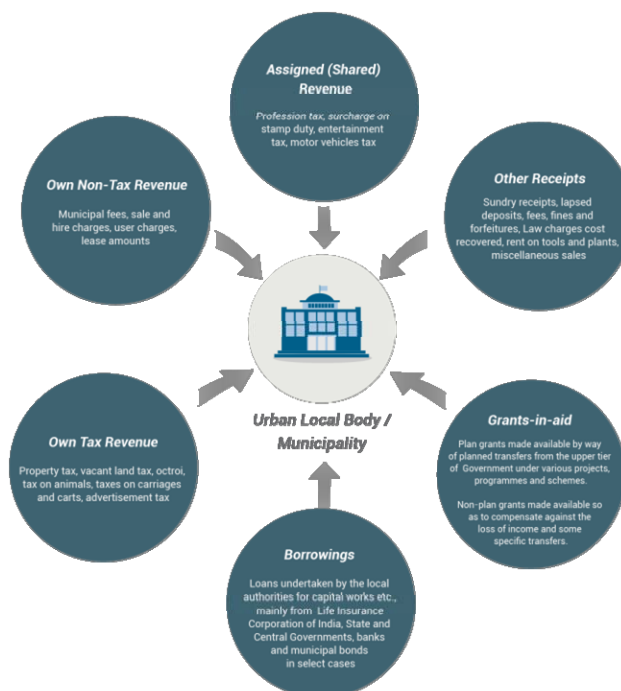 Assigned (Shared)
Revenue
Profession tax, surcharge on
stamp duty, entertainment
tax, motor vehicles tax
Own Non-Tax Revenue
Municipal fees, sale and
hire charges, user charges,
lease amounts
Other Receipts
Sundry receipts, lapsed
deposits, fees, fines and
forfeitures, Law charges cost
recovered, rent on tools and plants,
miscellaneous sales
Urban Local Body /
Municipality
Own Tax Revenue
Property tax, vacant land tax, octroi,
tax on animals, taxes on carriages
and carts, advertisement tax
Grants-in-aid
Plan grants made available by way
of planned transfers from the upper tier
of Government under various projects,
programmes and schemes.
Non-plan grants made available so
as to compensate against the
loss of income and some
specific transfers.
Borrowings
Loans undertaken by the local
authorities for capital works etc.,
mainly from Life Insurance
Corporation of India, State and
Central Governments, banks
and municipal bonds
in select cases